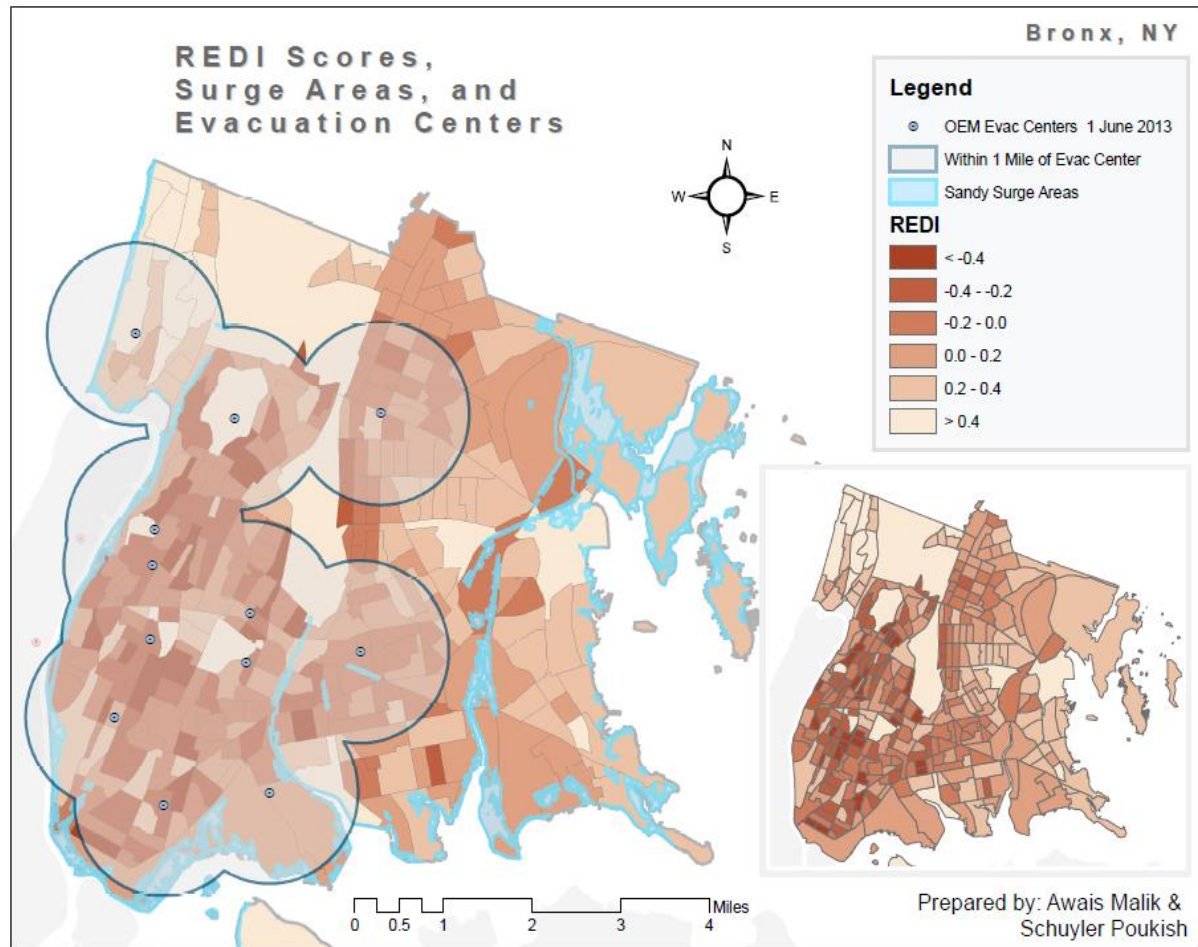 Bronx, NY
REDI Scores,
Surge Areas, and
Evacuation Centers
N
W E
S
Legend
OEM Evac Centers 1 June 2013
Within 1 Mile of Evac Center
Sandy Surge Areas
REDI
< -0.4
-0.4 - -0.2
-0.2 - 0.0
0.0 - 0.2
0.2 - 0.4
> 0.4
Miles
0 0.5 1 2 3 4
Prepared by: Awais Malik &
Schuyler Poukish